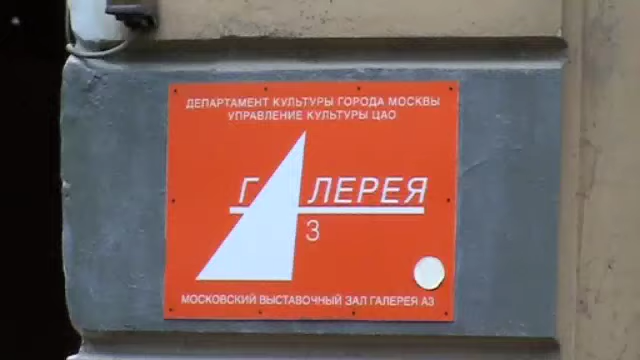 ДЕПАРТАМЕНТ КУЛЬТУРЫ ГОРОДА МОСКВЫ
УПРАВЛЕНИЕ КУЛЬТУРЫ ЦАО
ГАЛЕРЕЯ
3
МОСКОВСКИЙ ВЫСТАВОЧНЫЙ ЗАЛ ГАЛЕРЕЯ А3